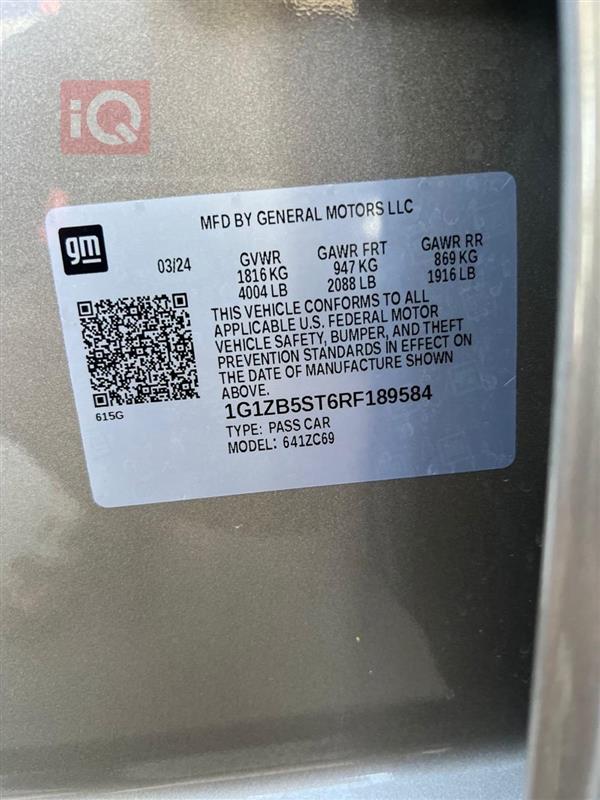 iQ
MFD BY GENERAL MOTORS LLC
gm
03/24 GVWR GAWR FRT GAWR RR
1816 KG 947 KG 869 KG
4004 LB 2088 LB 1916 LB
THIS VEHICLE CONFORMS TO ALL
APPLICABLE U.S. FEDERAL MOTOR
VEHICLE SAFETY, BUMPER, AND THEFT
PREVENTION STANDARDS IN EFFECT ON
THE DATE OF MANUFACTURE SHOWN
ABOVE.
615G
1G1ZB5ST6RF189584
TYPE: PASS CAR
MODEL: 641ZC69